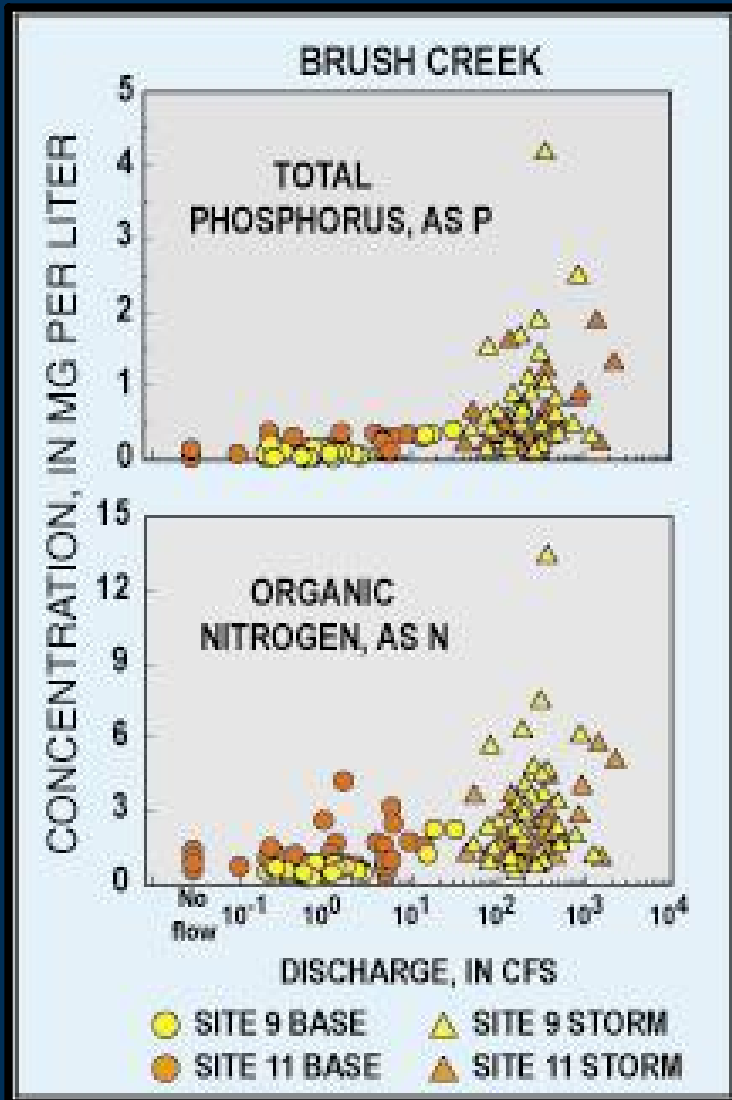 BRUSH CREEK
CONCENTRATION, IN MG PER LITER
5
4
3
2
1
0
TOTAL
PHOSPHORUS, AS P
15
12
9
6
3
0
ORGANIC
NITROGEN, AS N
No
flow
10⁻¹ 10⁰ 10¹ 10² 10³ 10⁴
DISCHARGE, IN CFS
SITE 9 BASE SITE 9 STORM
SITE 11 BASE SITE 11 STORM